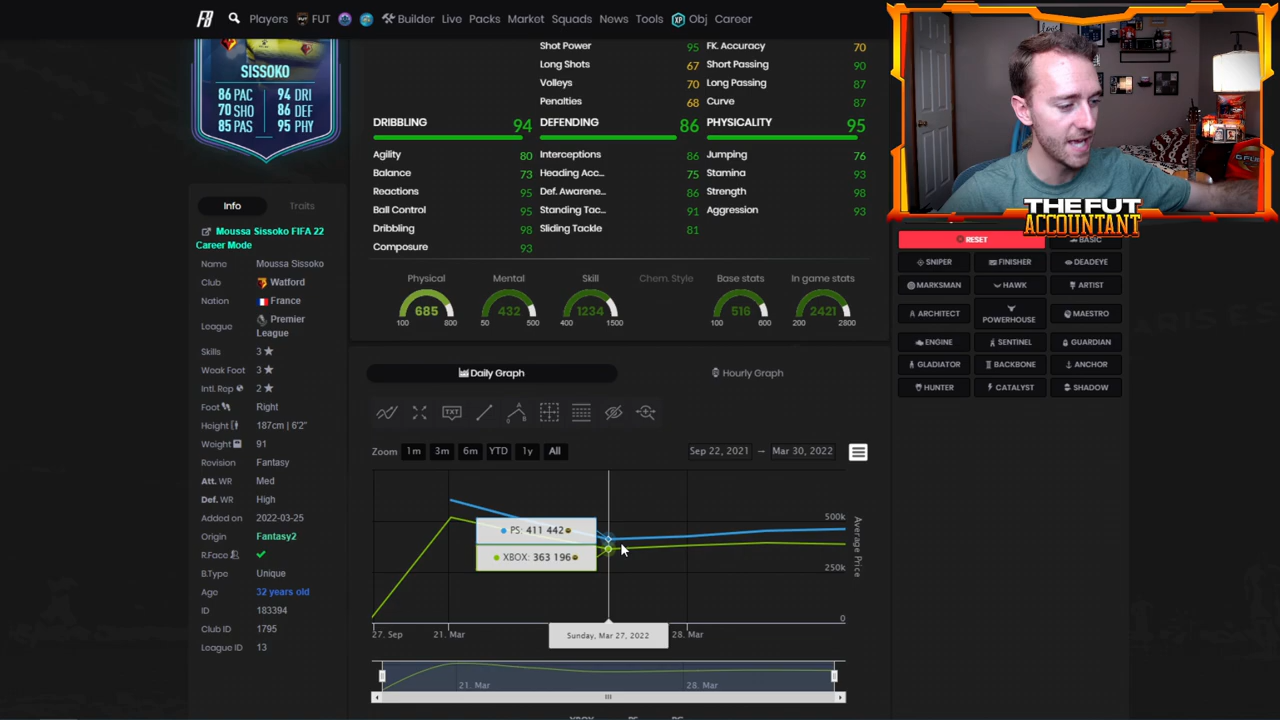 F8 Players FUT Builder Live Packs Market Squads News Tools XP Obj Career
SISSOKO
86 PAC 94 DRI
70 SHO 86 DEF
85 PAS 95 PHY
Shot Power 95 FK. Accuracy 70
Long Shots 67 Short Passing 90
Volleys 70 Long Passing 87
Penalties 68 Curve 87
DRIBBLING 94 DEFENDING 86 PHYSICALITY 95
Agility 80 Interceptions 86 Jumping 76
Balance 73 Heading Acc... 75 Stamina 93
Reactions 95 Def. Awarene... 86 Strength 98
Ball Control 95 Standing Tac... 91 Aggression 93
Dribbling 98 Sliding Tackle 81
Composure 93
Physical Mental Skill Chem. Style Base stats In game stats
685 432 1234 516 2421
100 800 50 500 400 1500 100 600 200 2800
Info Traits
Moussa Sissoko FIFA 22
Career Mode
Name Moussa Sissoko
Club Watford
Nation France
League Premier
League
Skills 3★
Weak Foot 3★
Intl. Rep 2★
Foot Right
Height 187cm | 6'2"
Weight 91
Revision Fantasy
Att. WR Med
Def. WR High
Added on 2022-03-25
Origin Fantasy2
R.Face
B.Type Unique
Age 32 years old
ID 183394
Club ID 1795
League ID 13
Daily Graph Hourly Graph
TXT
Zoom 1m 3m 6m YTD 1y All Sep 22, 2021 → Mar 30, 2022
500k
250k
0
Average Price
PS: 411 442
XBOX: 363 196
27. Sep 21. Mar 28. Mar
Sunday, Mar 27, 2022
21. Mar 28. Mar
XBOX PS PC
THE FUT
ACCOUNTANT
RESET BASIC
SNIPER FINISHER DEADEYE
MARKSMAN HAWK ARTIST
ARCHITECT POWERHOUSE MAESTRO
ENGINE SENTINEL GUARDIAN
GLADIATOR BACKBONE ANCHOR
HUNTER CATALYST SHADOW